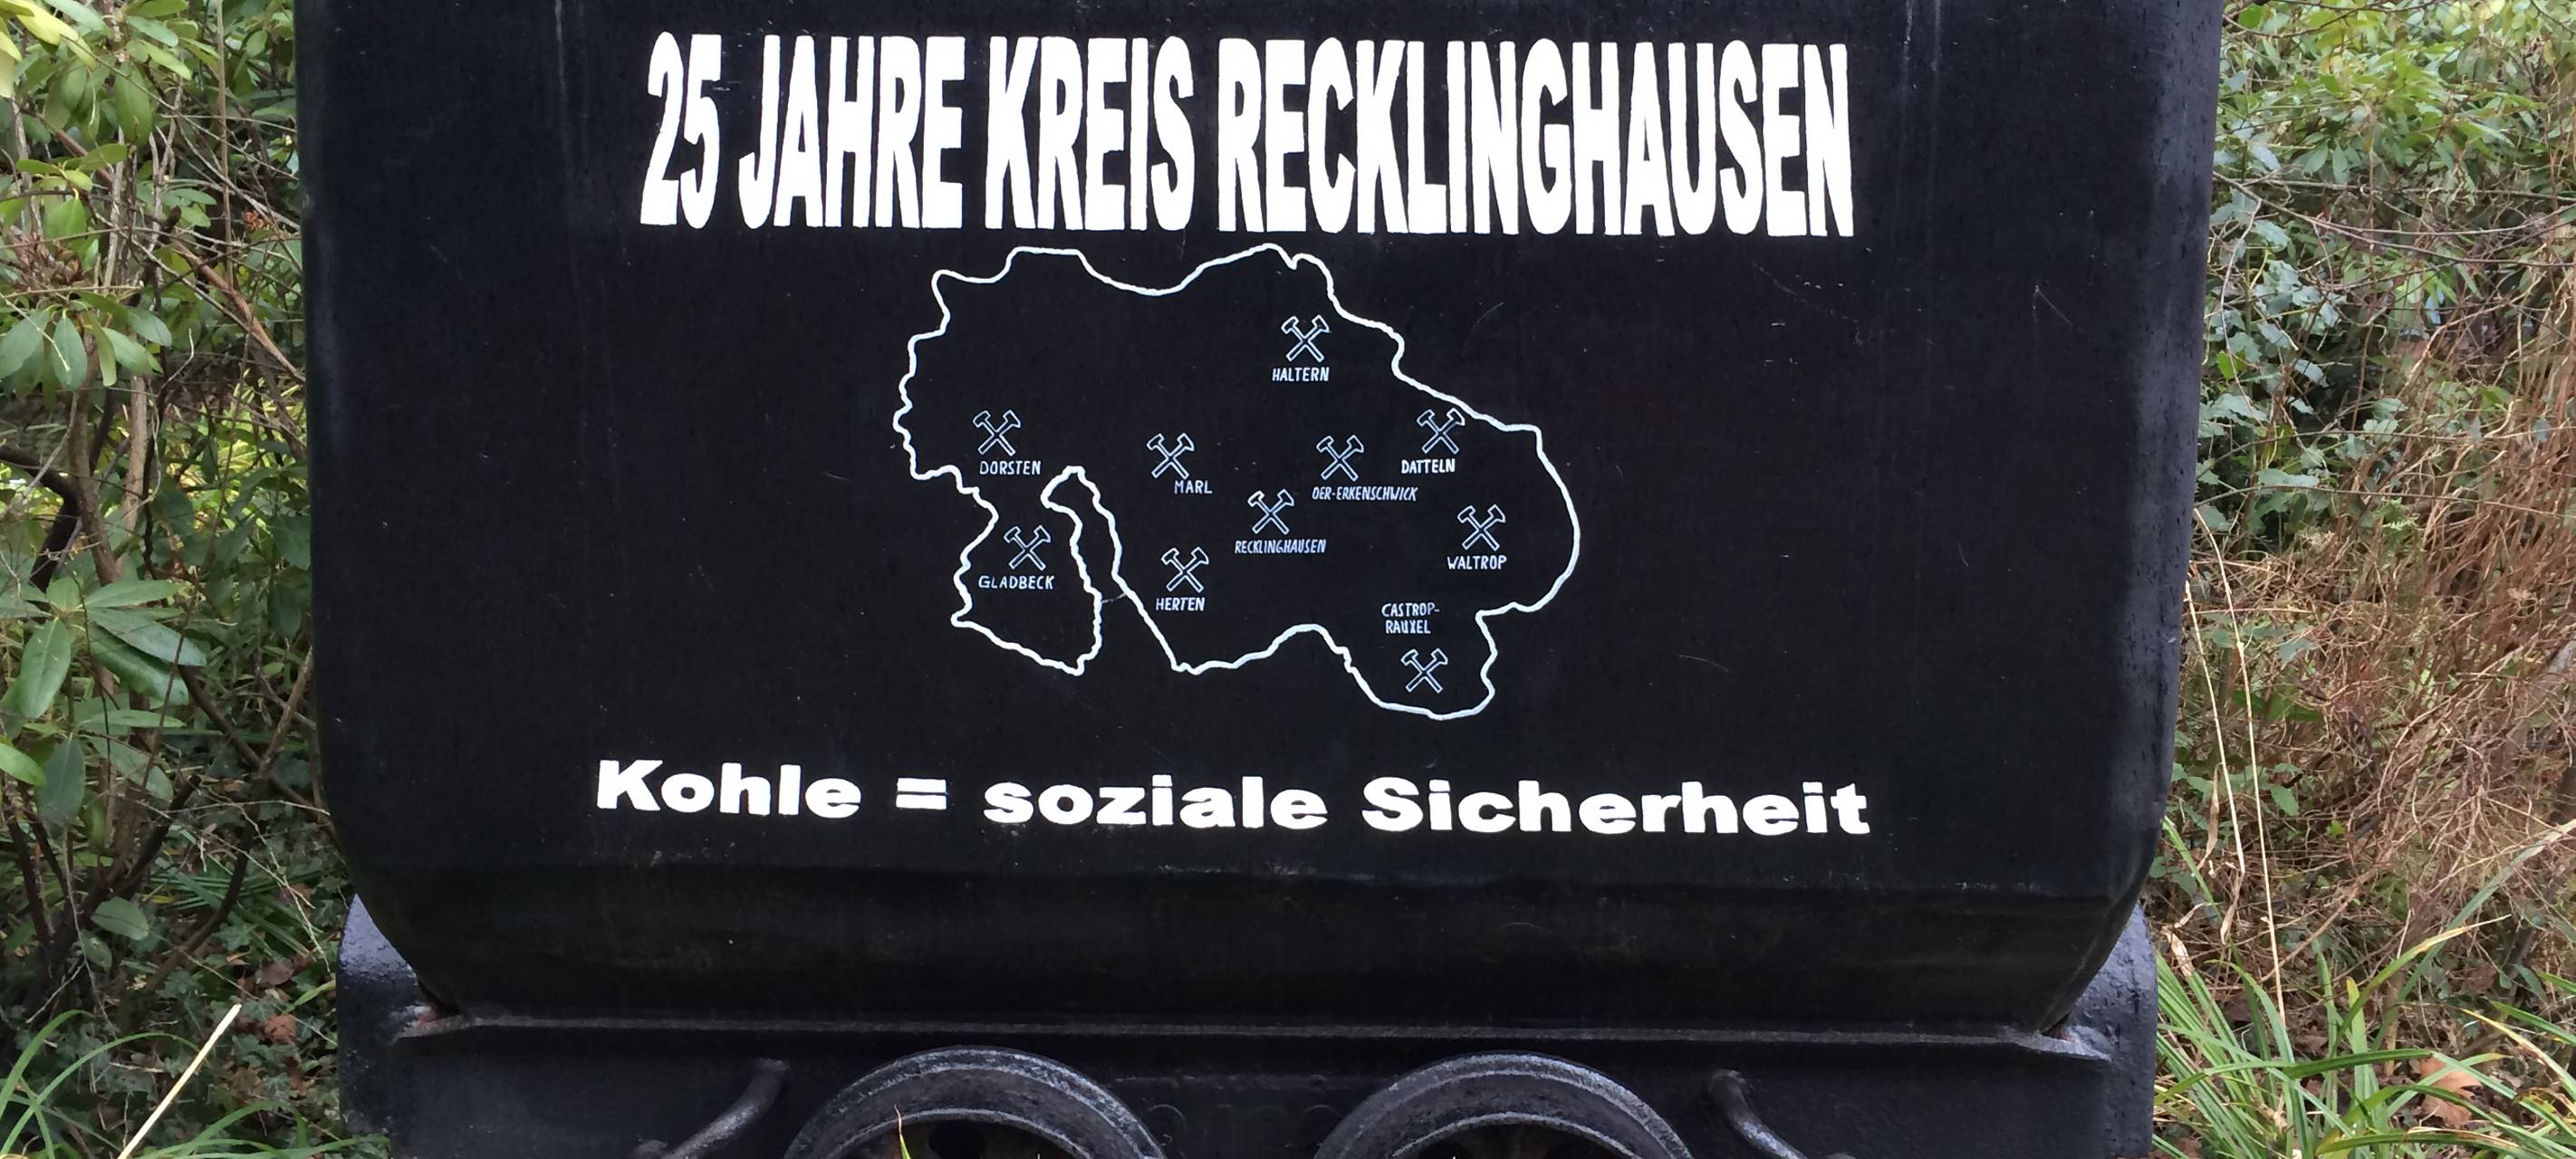 25 JAHRE KREIS RECKLINGHAUSEN
HALTERN
DORSTEN
MARL
OER-ERKENSCHWICK
DATTELN
RECKLINGHAUSEN
WALTROP
GLADBECK
HERTEN
CASTROP-
RAUXEL
Kohle = soziale Sicherheit